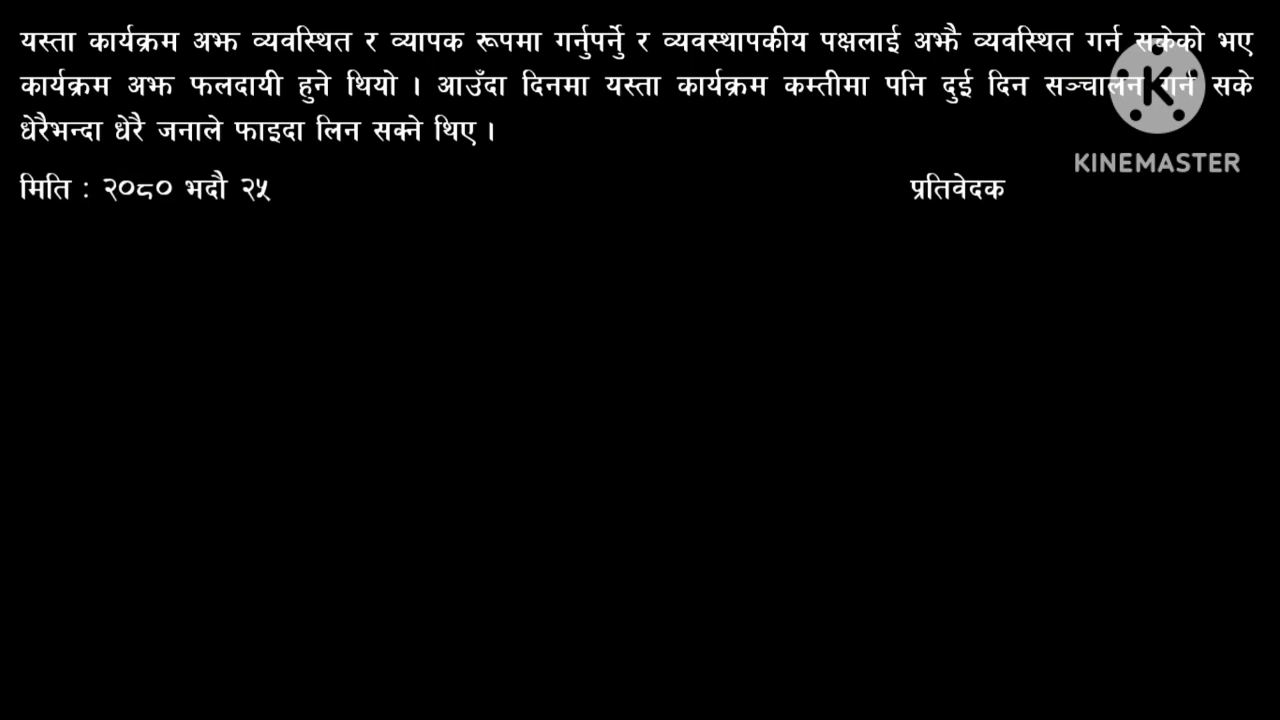 यस्ता कार्यक्रम अझ व्यवस्थित र व्यापक रूपमा गर्नुपर्ने र व्यवस्थापकीय पक्षलाई अझै व्यवस्थित गर्न सकेको भए
कार्यक्रम अझ फलदायी हुने थियो । आउँदा दिनमा यस्ता कार्यक्रम कम्तीमा पनि दुई दिन सञ्चालन गर्न सके
धेरैभन्दा धेरै जनाले फाइदा लिन सक्ने थिए ।
KINEMASTER
मिति : २०८० भदौ २५ प्रतिवेदक